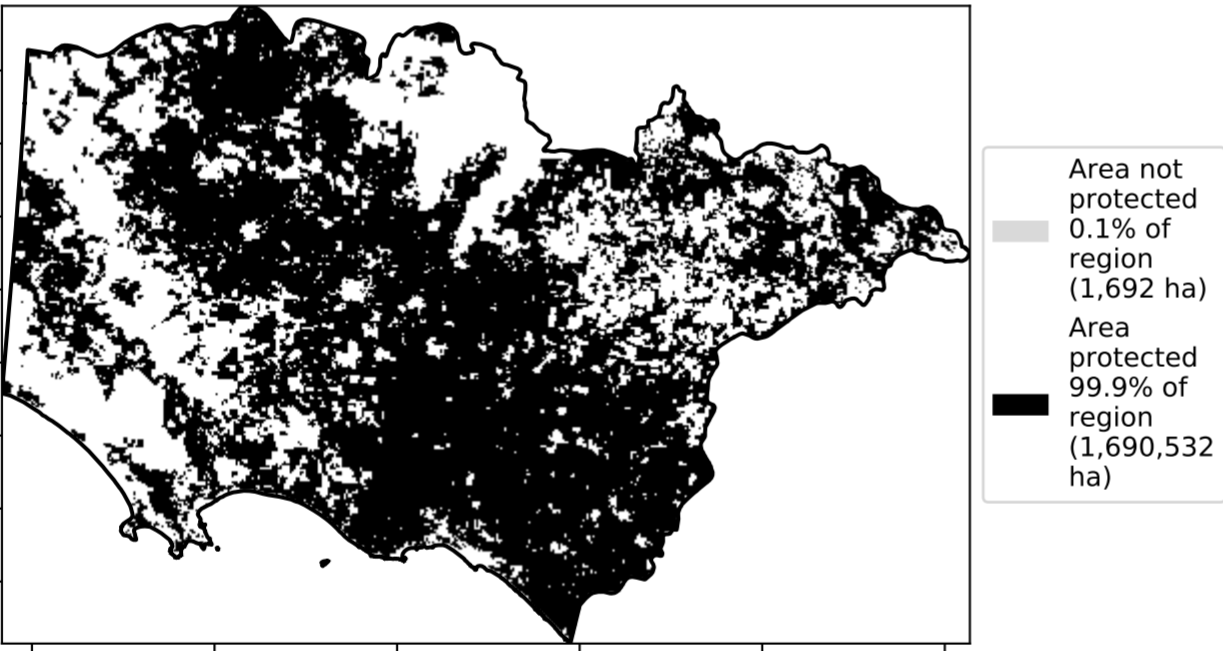 Area not
protected
0.1% of
region
(1,692 ha)
Area
protected
99.9% of
region
(1,690,532
ha)